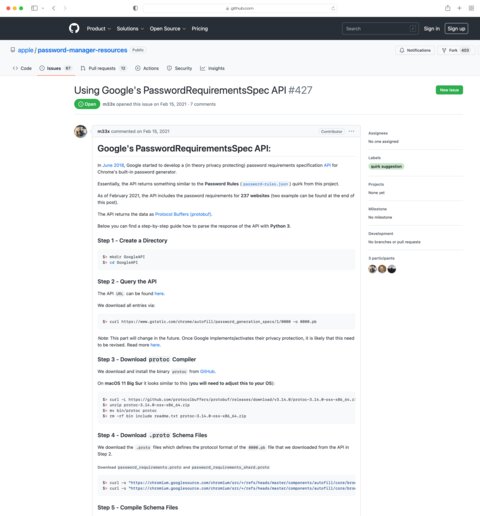 github.com
Product Solutions Open Source Pricing
Search / Sign in Sign up
apple / password-manager-resources Public
Notifications Fork 403
Code Issues 67 Pull requests 12 Actions Security Insights
Using Google's PasswordRequirementsSpec API #427
New issue
Open m33x opened this issue on Feb 15, 2021 · 7 comments
m33x commented on Feb 15, 2021
Contributor ···
Google's PasswordRequirementsSpec API:
In June 2018, Google started to develop a (in theory privacy protecting) password requirements specification API for
Chrome's built-in password generator.
Essentially, the API returns something similar to the Password Rules ( password-rules.json ) quirk from this project.
As of February 2021, the API includes the password requirements for 237 websites (two example can be found at the end of
this post).
The API returns the data as Protocol Buffers (protobuf).
Below you can find a step-by-step guide how to parse the response of the API with Python 3.
Step 1 - Create a Directory
$> mkdir GoogleAPI
$> cd GoogleAPI
Step 2 - Query the API
The API URL can be found here.
We download all entries via:
$> curl https://www.gstatic.com/chrome/autofill/password_generation_specs/1/0000 -o 0000.pb
Note: This part will change in the future. Once Google implements/activates their privacy protection, it is likely that this need
to be revised. Read more here.
Step 3 - Download protoc Compiler
We download and install the binary protoc from GitHub.
On macOS 11 Big Sur it looks similar to this (you will need to adjust this to your OS):
$> curl -L https://github.com/protocolbuffers/protobuf/releases/download/v3.14.0/protoc-3.14.0-osx-x86_64.zi
$> unzip protoc-3.14.0-osx-x86_64.zip
$> mv bin/protoc protoc
$> rm -rf bin include readme.txt protoc-3.14.0-osx-x86_64.zip
Step 4 - Download .proto Schema Files
We download the .proto files which defines the protocol format of the 0000.pb file that we downloaded from the API in
Step 2.
Download password_requirements.proto and password_requirements_shard.proto
$> curl -s "https://chromium.googlesource.com/chromium/src/+/refs/heads/master/components/autofill/core/brow
$> curl -s "https://chromium.googlesource.com/chromium/src/+/refs/heads/master/components/autofill/core/brow
Step 5 - Compile Schema Files
Assignees
No one assigned
Labels
quirk suggestion
Projects
None yet
Milestone
No milestone
Development
No branches or pull requests
3 participants